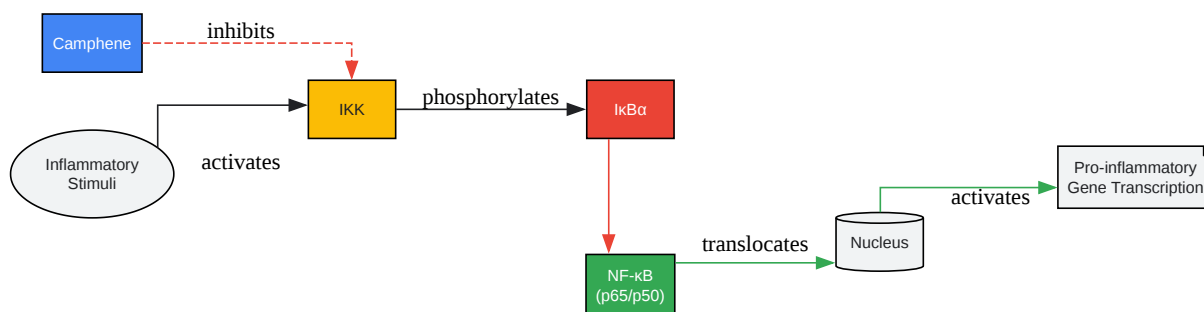 inhibits
Camphene
IKK
phosphorylates
IκBα
activates
Inflammatory
Stimuli
Pro-inflammatory
Gene Transcription
activates
translocates
Nucleus
NF-κB
(p65/p50)